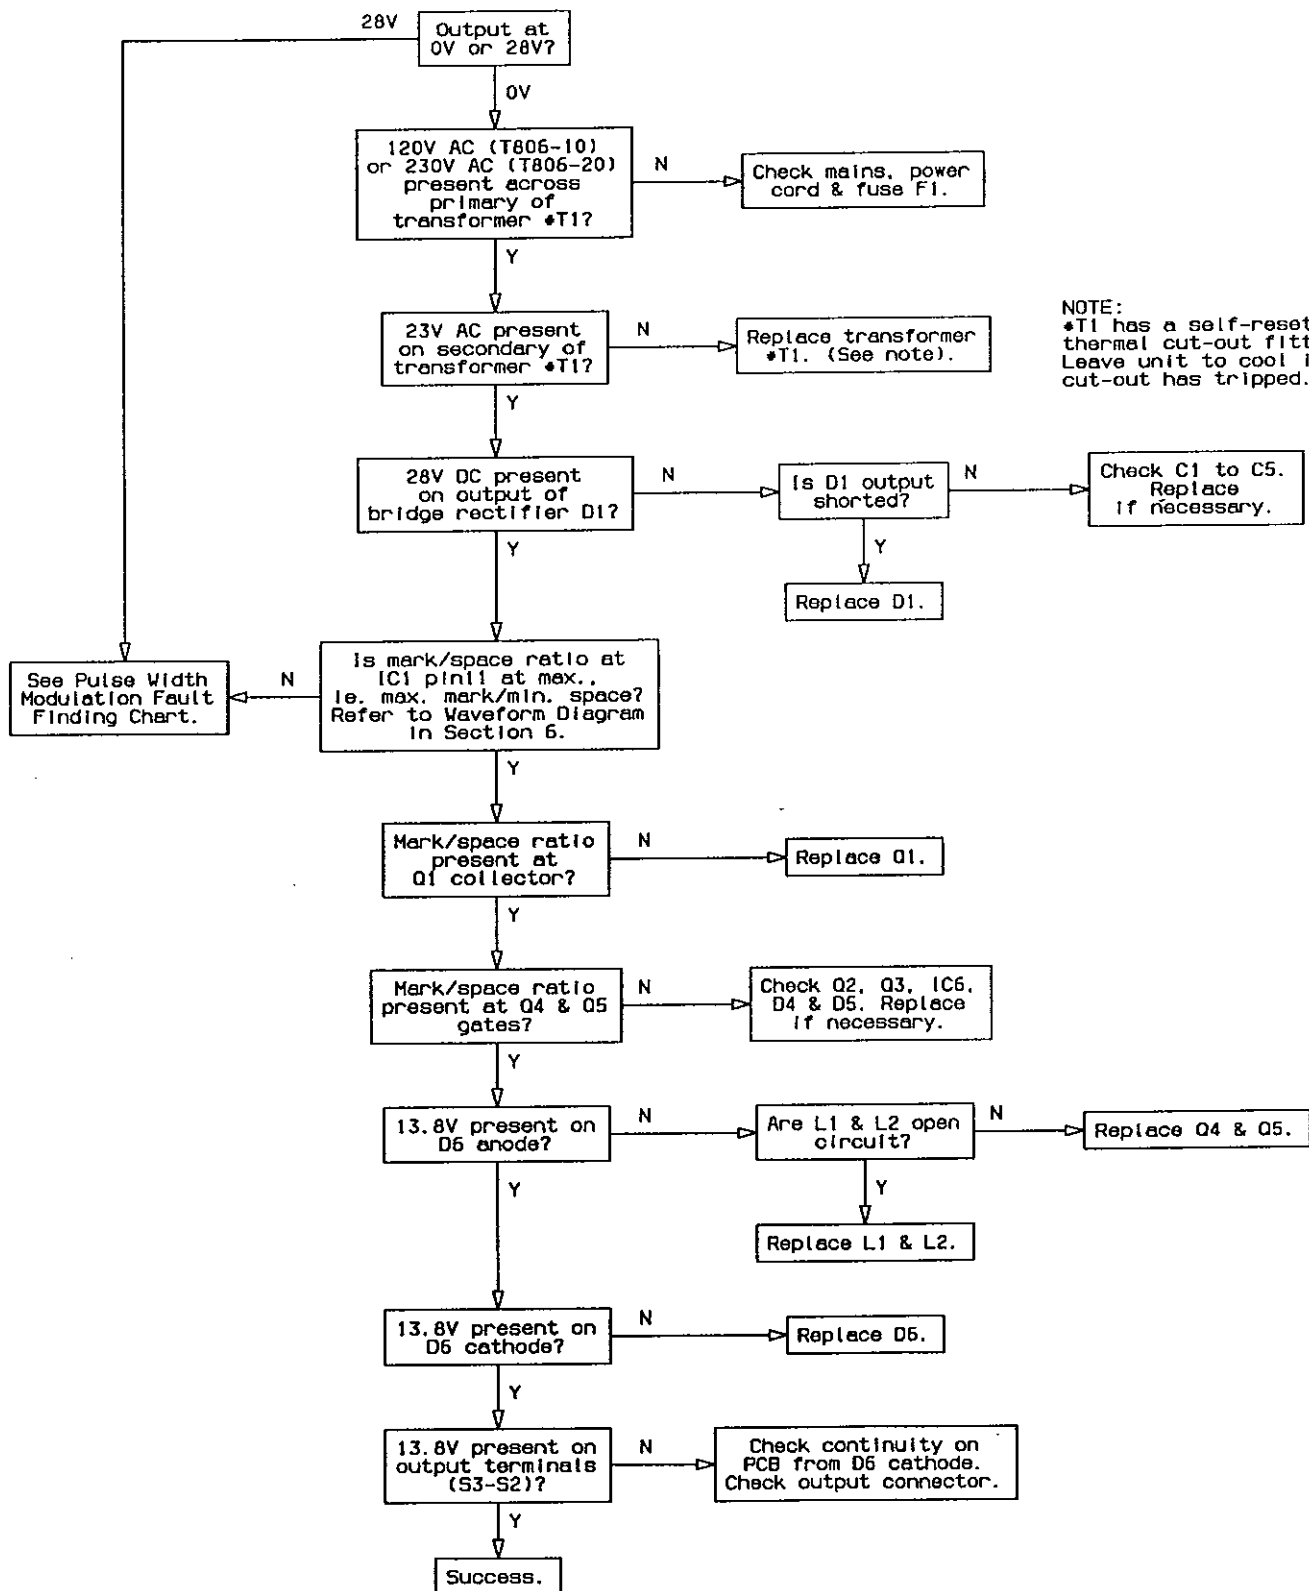 28V
Output at
0V or 28V?
0V
120V AC (T806-10)
or 230V AC (T806-20)
present across
primary of
transformer *T1?
N
Check mains, power
cord & fuse F1.
Y
23V AC present
on secondary of
transformer *T1?
N
Replace transformer
*T1. (See note).
NOTE:
*T1 has a self-reset
thermal cut-out fitt
Leave unit to cool i
cut-out has tripped.
Y
28V DC present
on output of
bridge rectifier D1?
N
Is D1 output
shorted?
N
Check C1 to C5.
Replace
if necessary.
Y
Replace D1.
Y
Is mark/space ratio at
IC1 pin11 at max.,
ie. max. mark/min. space?
Refer to Waveform Diagram
in Section 6.
N
See Pulse Width
Modulation Fault
Finding Chart.
Y
Mark/space ratio
present at
Q1 collector?
N
Replace Q1.
Y
Mark/space ratio
present at Q4 & Q5
gates?
N
Check Q2, Q3, IC6,
D4 & D5. Replace
if necessary.
Y
13.8V present on
D6 anode?
N
Are L1 & L2 open
circuit?
N
Replace Q4 & Q5.
Y
Replace L1 & L2.
Y
13.8V present on
D6 cathode?
N
Replace D6.
Y
13.8V present on
output terminals
(S3-S2)?
N
Check continuity on
PCB from D6 cathode.
Check output connector.
Y
Success.